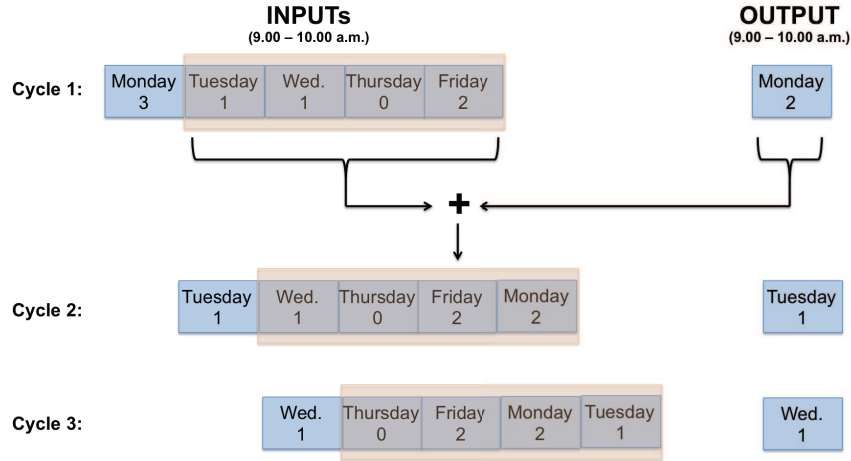 INPUTs
(9.00 – 10.00 a.m.)
OUTPUT
(9.00 – 10.00 a.m.)
Cycle 1:
Monday
3
Tuesday
1
Wed.
1
Thursday
0
Friday
2
Monday
2
+
Cycle 2:
Tuesday
1
Wed.
1
Thursday
0
Friday
2
Monday
2
Tuesday
1
Cycle 3:
Wed.
1
Thursday
0
Friday
2
Monday
2
Tuesday
1
Wed.
1